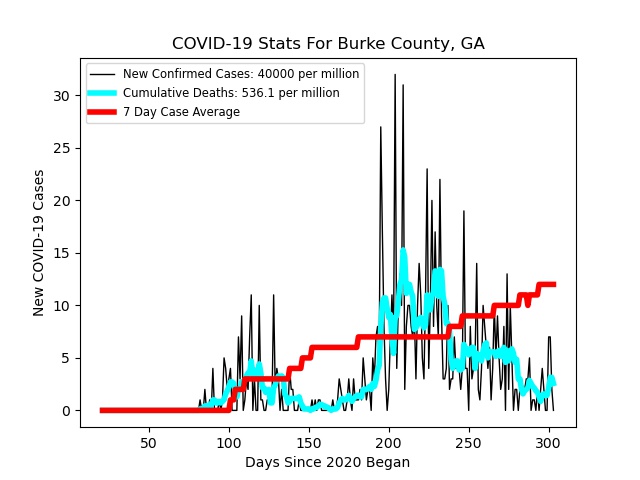 COVID-19 Stats For Burke County, GA
New Confirmed Cases: 40000 per million
Cumulative Deaths: 536.1 per million
7 Day Case Average
New COVID-19 Cases
30
25
20
15
10
5
0
50 100 150 200 250 300
Days Since 2020 Began